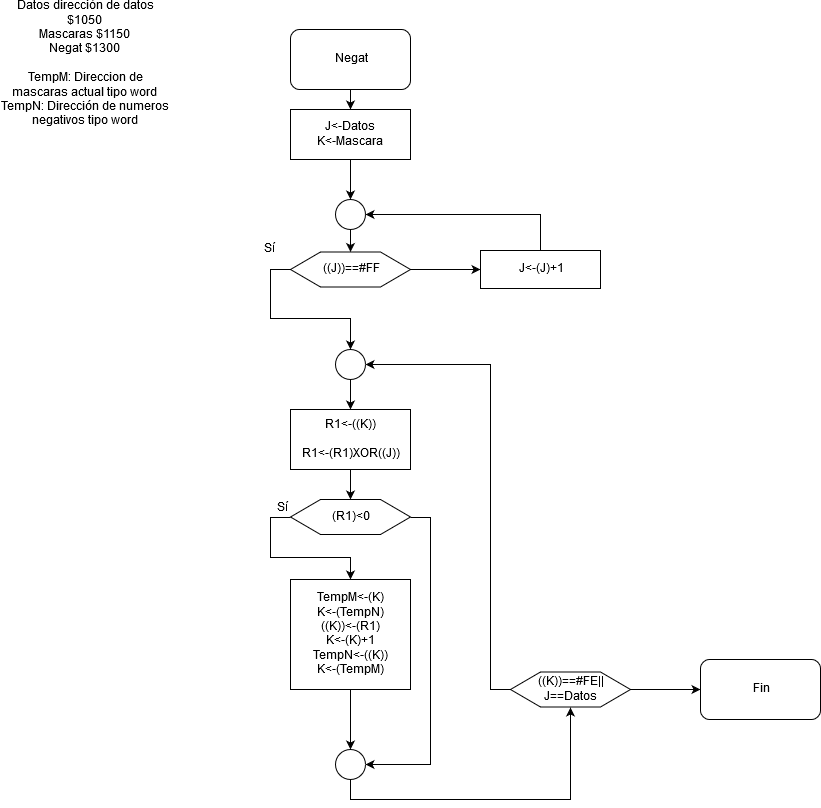 Datos dirección de datos
$1050
Mascaras $1150
Negat $1300
TempM: Direccion de
mascaras actual tipo word
TempN: Dirección de numeros
negativos tipo word
Negat
J<-Datos
K<-Mascara
Sí
((J))==#FF
J<-(J)+1
R1<-((K))
R1<-(R1)XOR((J))
Sí
(R1)<0
TempM<-(K)
K<-(TempN)
((K))<-(R1)
K<-(K)+1
TempN<-((K))
K<-(TempM)
((K))==#FE||
J==Datos
Fin